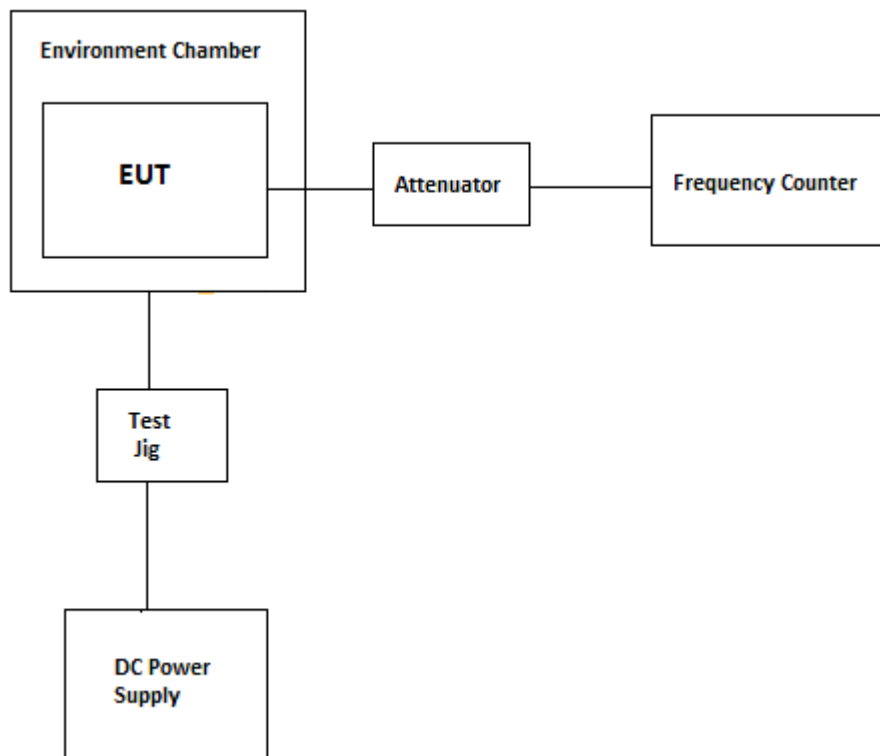 Environment Chamber
EUT
Attenuator
Frequency Counter
Test
Jig
DC Power
Supply